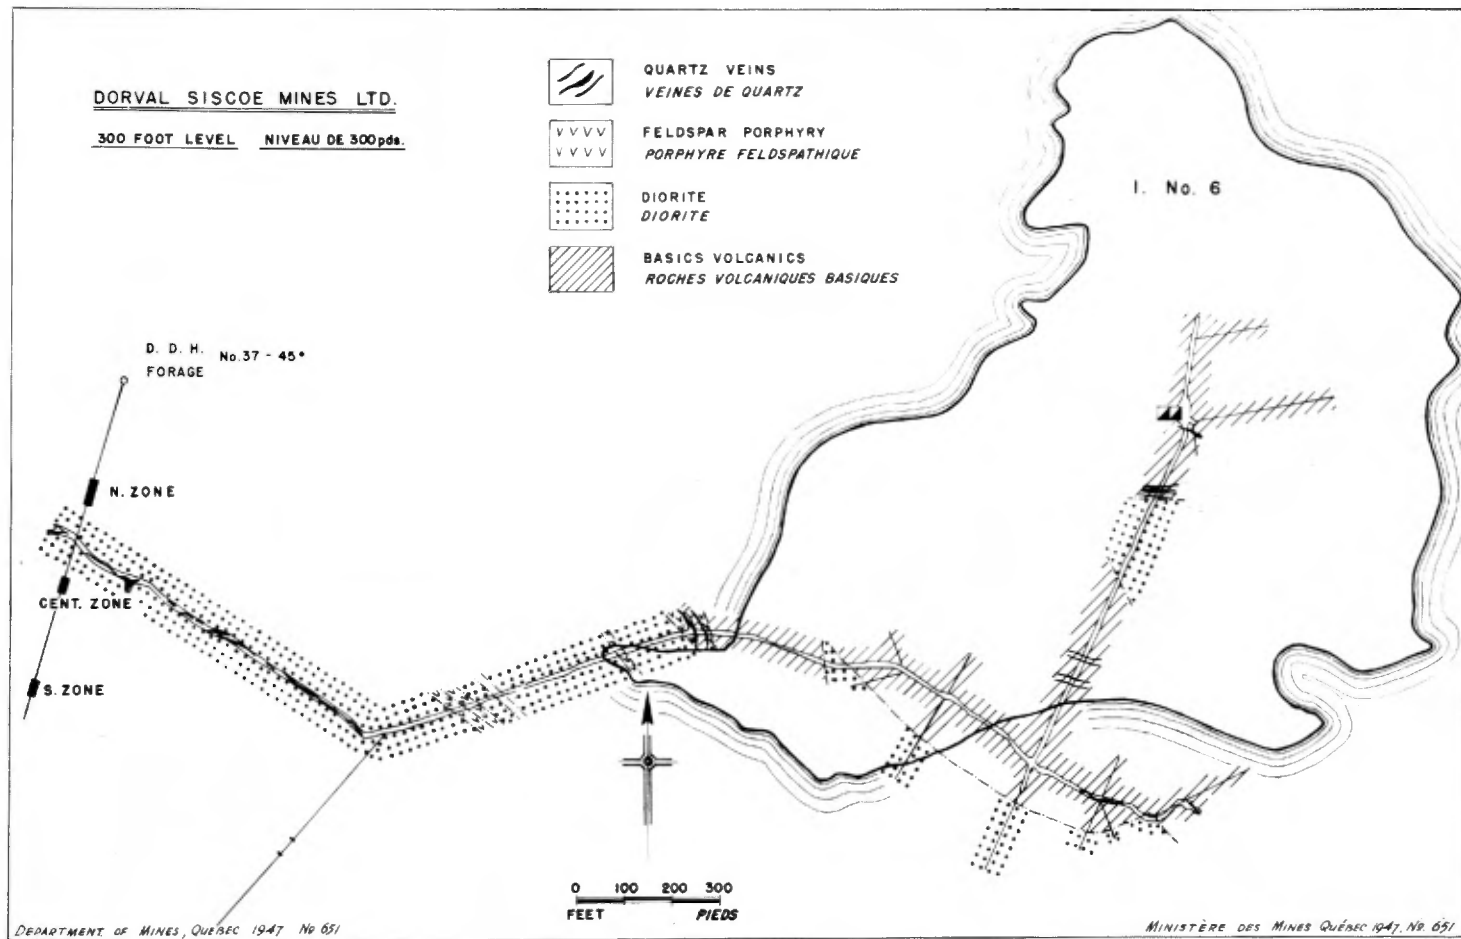 DORVAL SISCOE MINES LTD.
300 FOOT LEVEL NIVEAU DE 300 pds.
QUARTZ VEINS
VEINES DE QUARTZ
FELDSPAR PORPHYRY
PORPHYRE FELDSPATHIQUE
DIORITE
DIORITE
BASICS VOLCANICS
ROCHES VOLCANIQUES BASIQUES
I. No. 6
D. D. H. No. 37 - 45°
FORAGE
N. ZONE
CENT. ZONE
S. ZONE
0 100 200 300
FEET PIEDS
DEPARTMENT OF MINES, QUEBEC 1947 No 651
MINISTÈRE DES MINES QUÉBEC 1947. No. 651